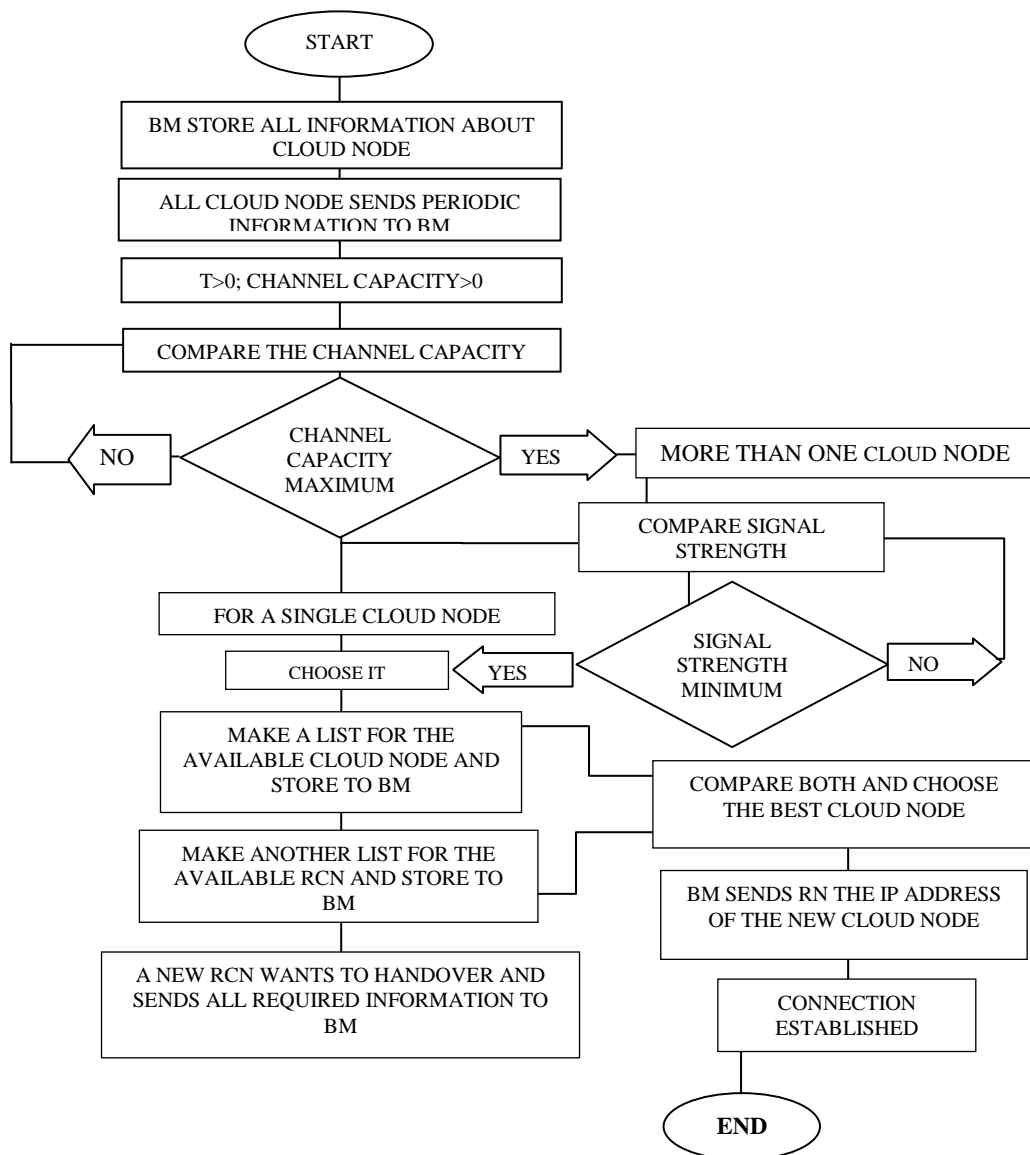 START
BM STORE ALL INFORMATION ABOUT
CLOUD NODE
ALL CLOUD NODE SENDS PERIODIC
INFORMATION TO BM
T>0; CHANNEL CAPACITY>0
COMPARE THE CHANNEL CAPACITY
CHANNEL
CAPACITY
MAXIMUM
NO
YES
MORE THAN ONE CLOUD NODE
COMPARE SIGNAL
STRENGTH
FOR A SINGLE CLOUD NODE
SIGNAL
STRENGTH
MINIMUM
NO
YES
CHOOSE IT
MAKE A LIST FOR THE
AVAILABLE CLOUD NODE AND
STORE TO BM
COMPARE BOTH AND CHOOSE
THE BEST CLOUD NODE
MAKE ANOTHER LIST FOR THE
AVAILABLE RCN AND STORE TO
BM
BM SENDS RN THE IP ADDRESS
OF THE NEW CLOUD NODE
A NEW RCN WANTS TO HANDOVER AND
SENDS ALL REQUIRED INFORMATION TO
BM
CONNECTION
ESTABLISHED
END